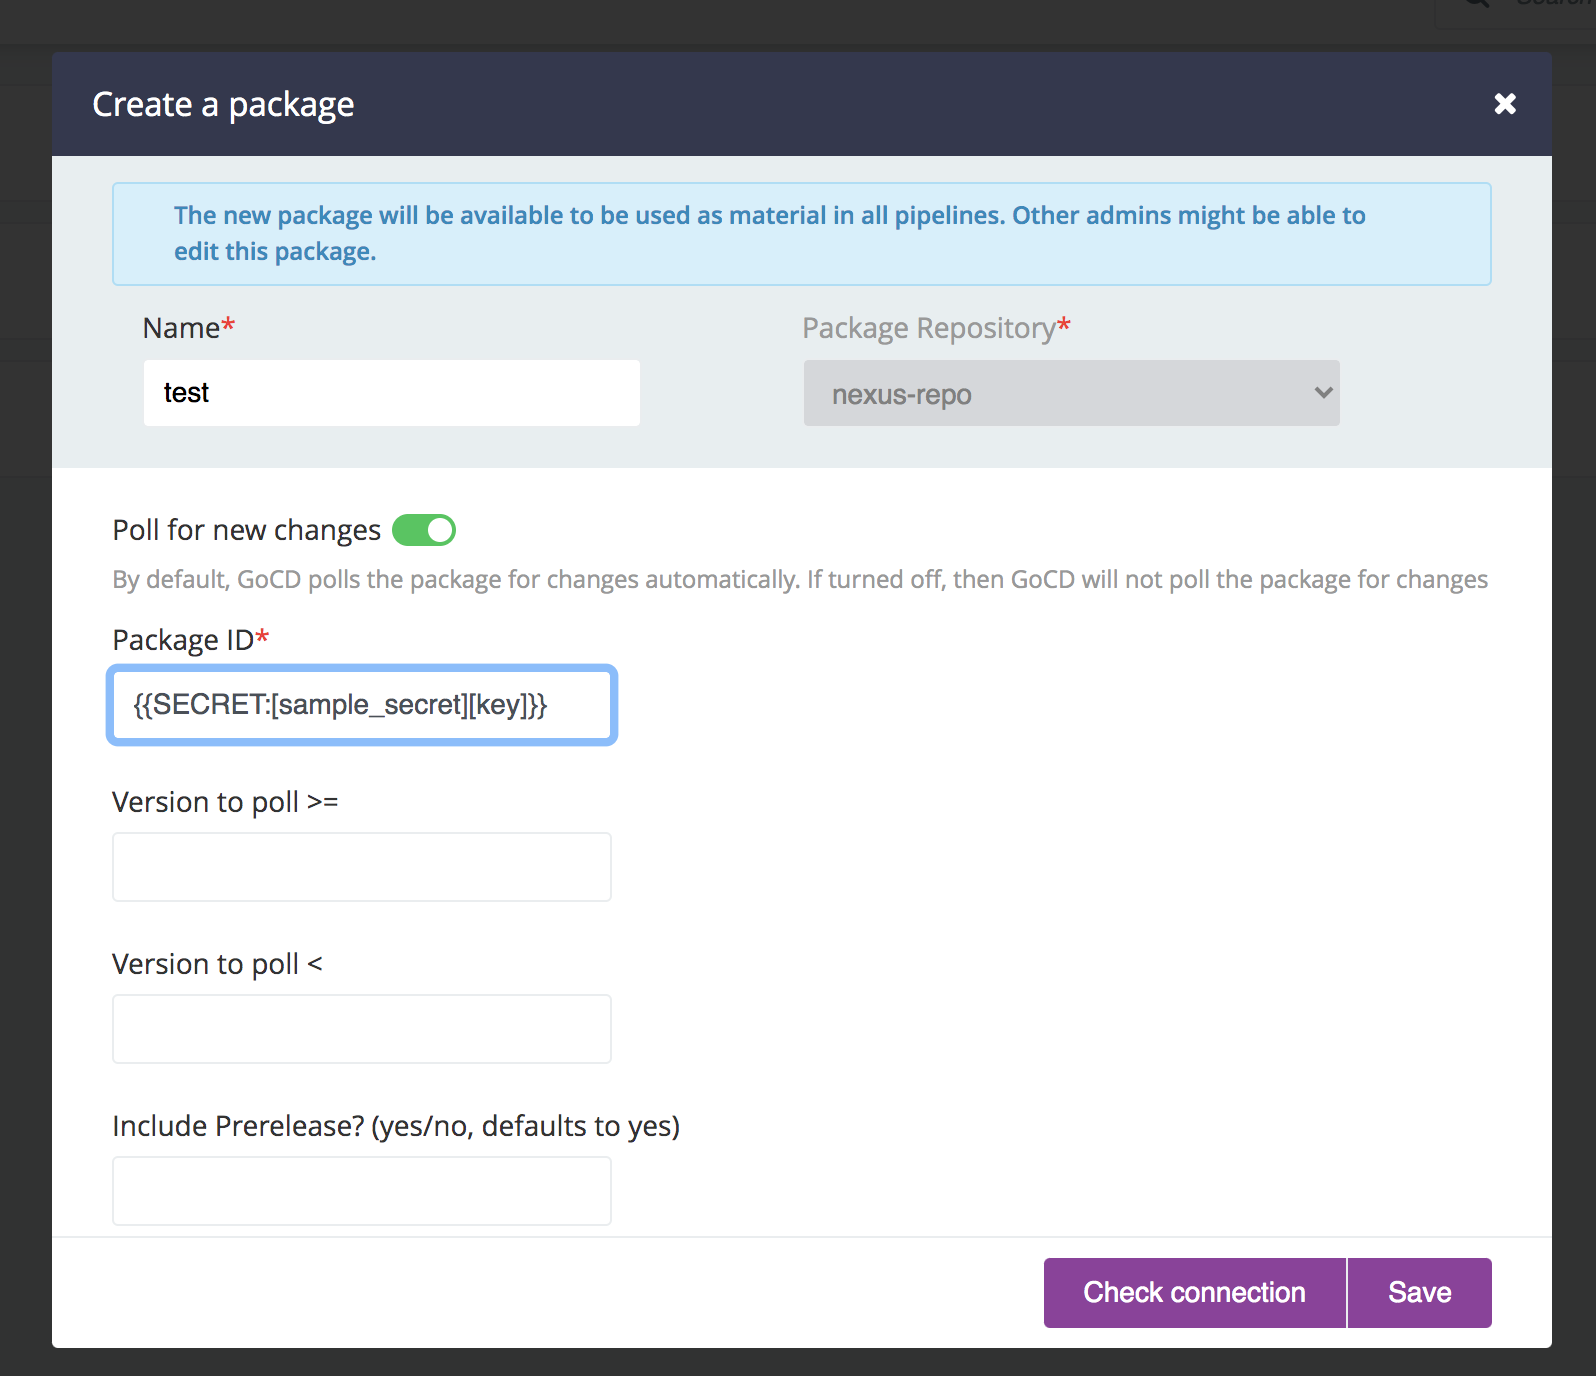 Create a package
The new package will be available to be used as material in all pipelines. Other admins might be able to
edit this package.
Name*
Package Repository*
test
nexus-repo
Poll for new changes
By default, GoCD polls the package for changes automatically. If turned off, then GoCD will not poll the package for changes
Package ID*
{{SECRET:[sample_secret][key]}}
Version to poll >=
Version to poll <
Include Prerelease? (yes/no, defaults to yes)
Check connection
Save